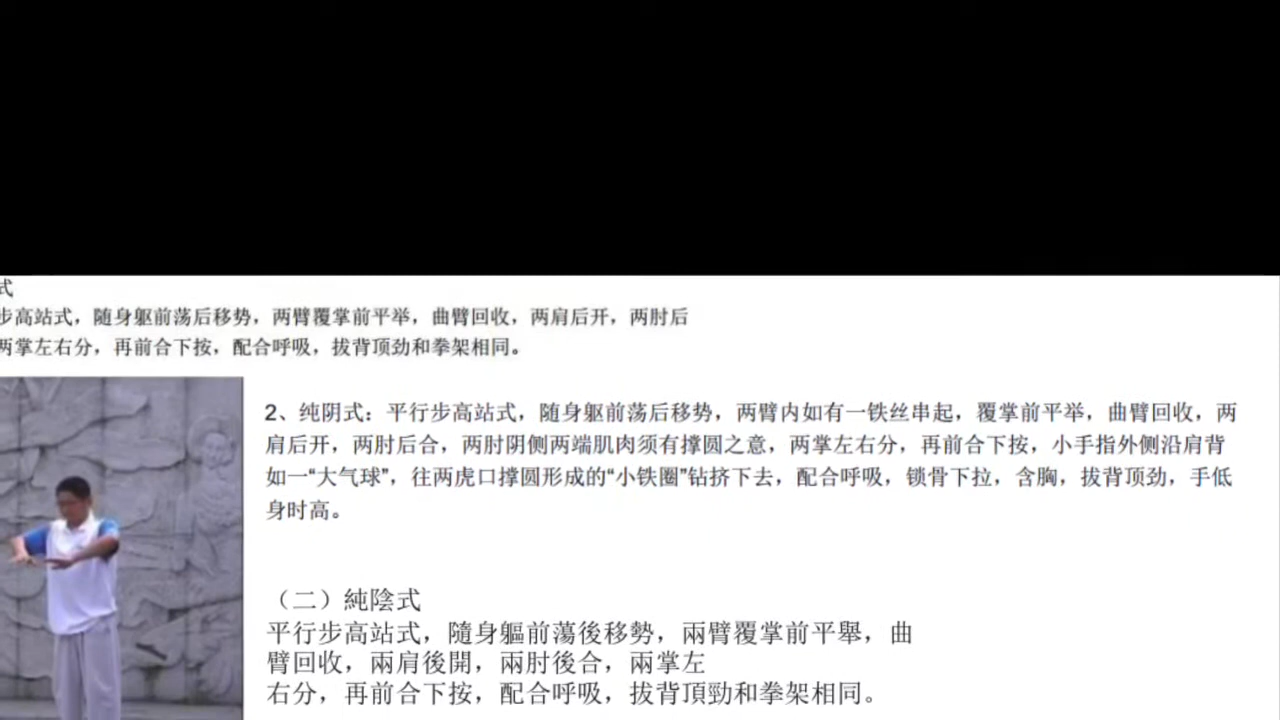 式
步高站式，随身躯前荡后移势，两臂覆掌前平举，曲臂回收，两肩后开，两肘后
两掌左右分，再前合下按，配合呼吸，拔背顶劲和拳架相同。
2、纯阴式：平行步高站式，随身躯前荡后移势，两臂内如有一铁丝串起，覆掌前平举，曲臂回收，两
肩后开，两肘后合，两肘阴侧两端肌肉须有撑圆之意，两掌左右分，再前合下按，小手指外侧沿肩背
如一“大气球”，往两虎口撑圆形成的“小铁圈”钻挤下去，配合呼吸，锁骨下拉，含胸，拔背顶劲，手低
身时高。
（二）純陰式
平行步高站式，隨身軀前蕩後移勢，兩臂覆掌前平舉，曲
臂回收，兩肩後開，兩肘後合，兩掌左
右分，再前合下按，配合呼吸，拔背頂勁和拳架相同。